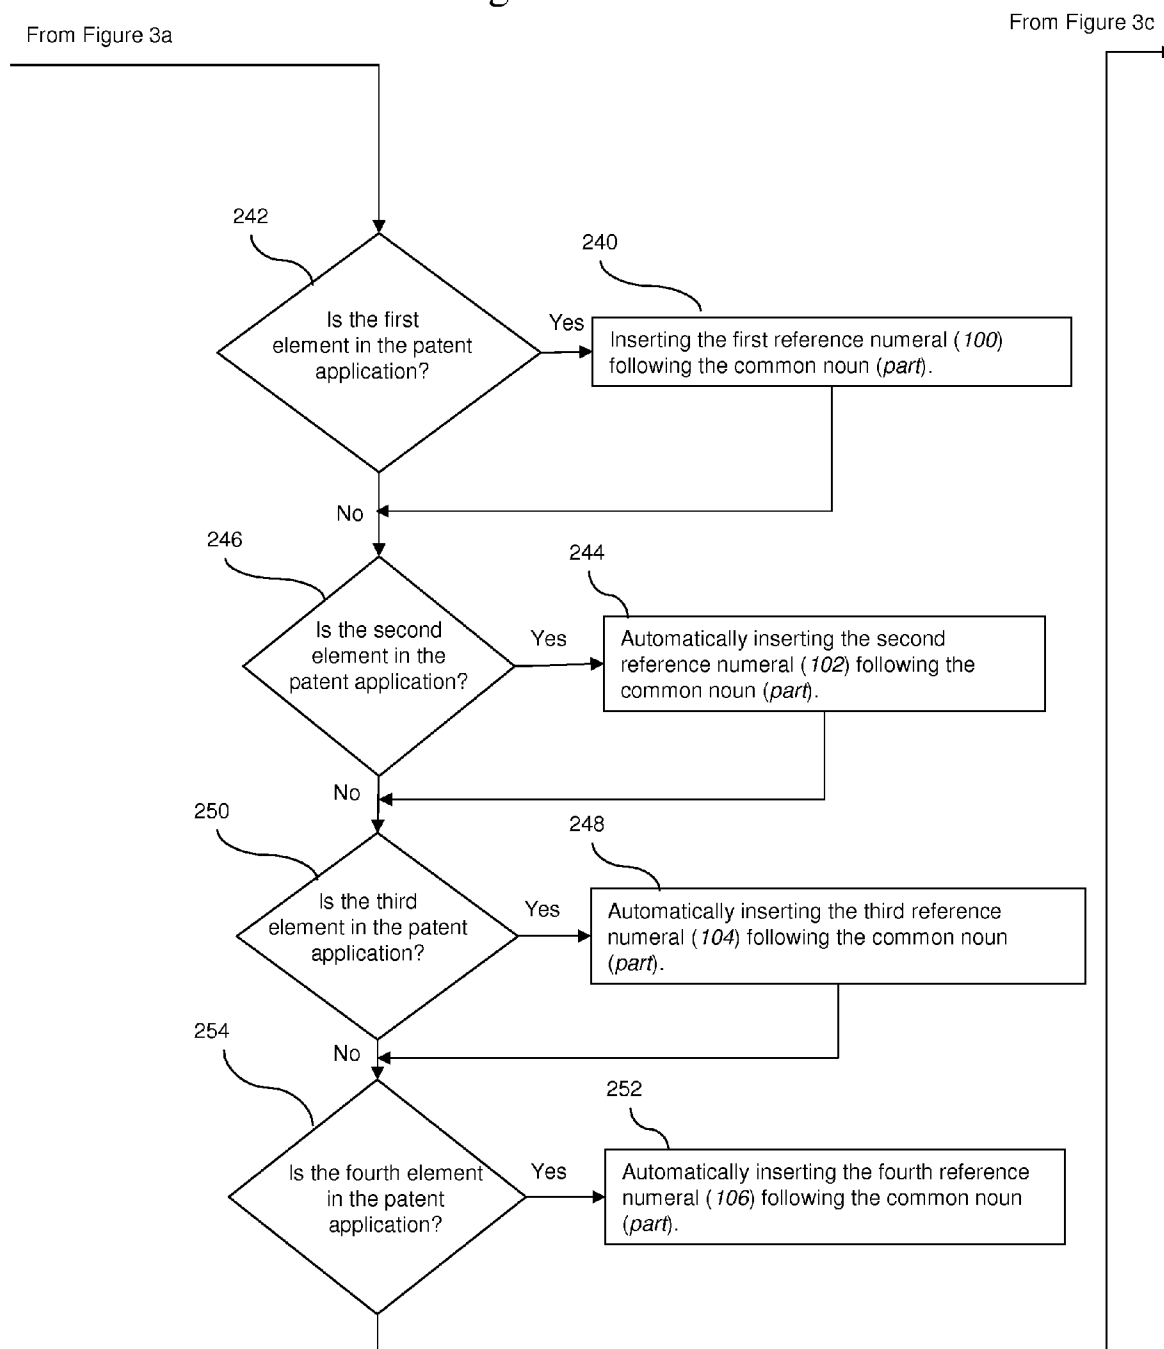 From Figure 3a
From Figure 3c
242
240
Is the first
element in the patent
application?
Yes
Inserting the first reference numeral (100)
following the common noun (part).
No
246
244
Is the second
element in the
patent application?
Yes
Automatically inserting the second
reference numeral (102) following the
common noun (part).
No
250
248
Is the third
element in the patent
application?
Yes
Automatically inserting the third reference
numeral (104) following the common noun
(part).
No
254
252
Is the fourth element
in the patent
application?
Yes
Automatically inserting the fourth reference
numeral (106) following the common noun
(part).